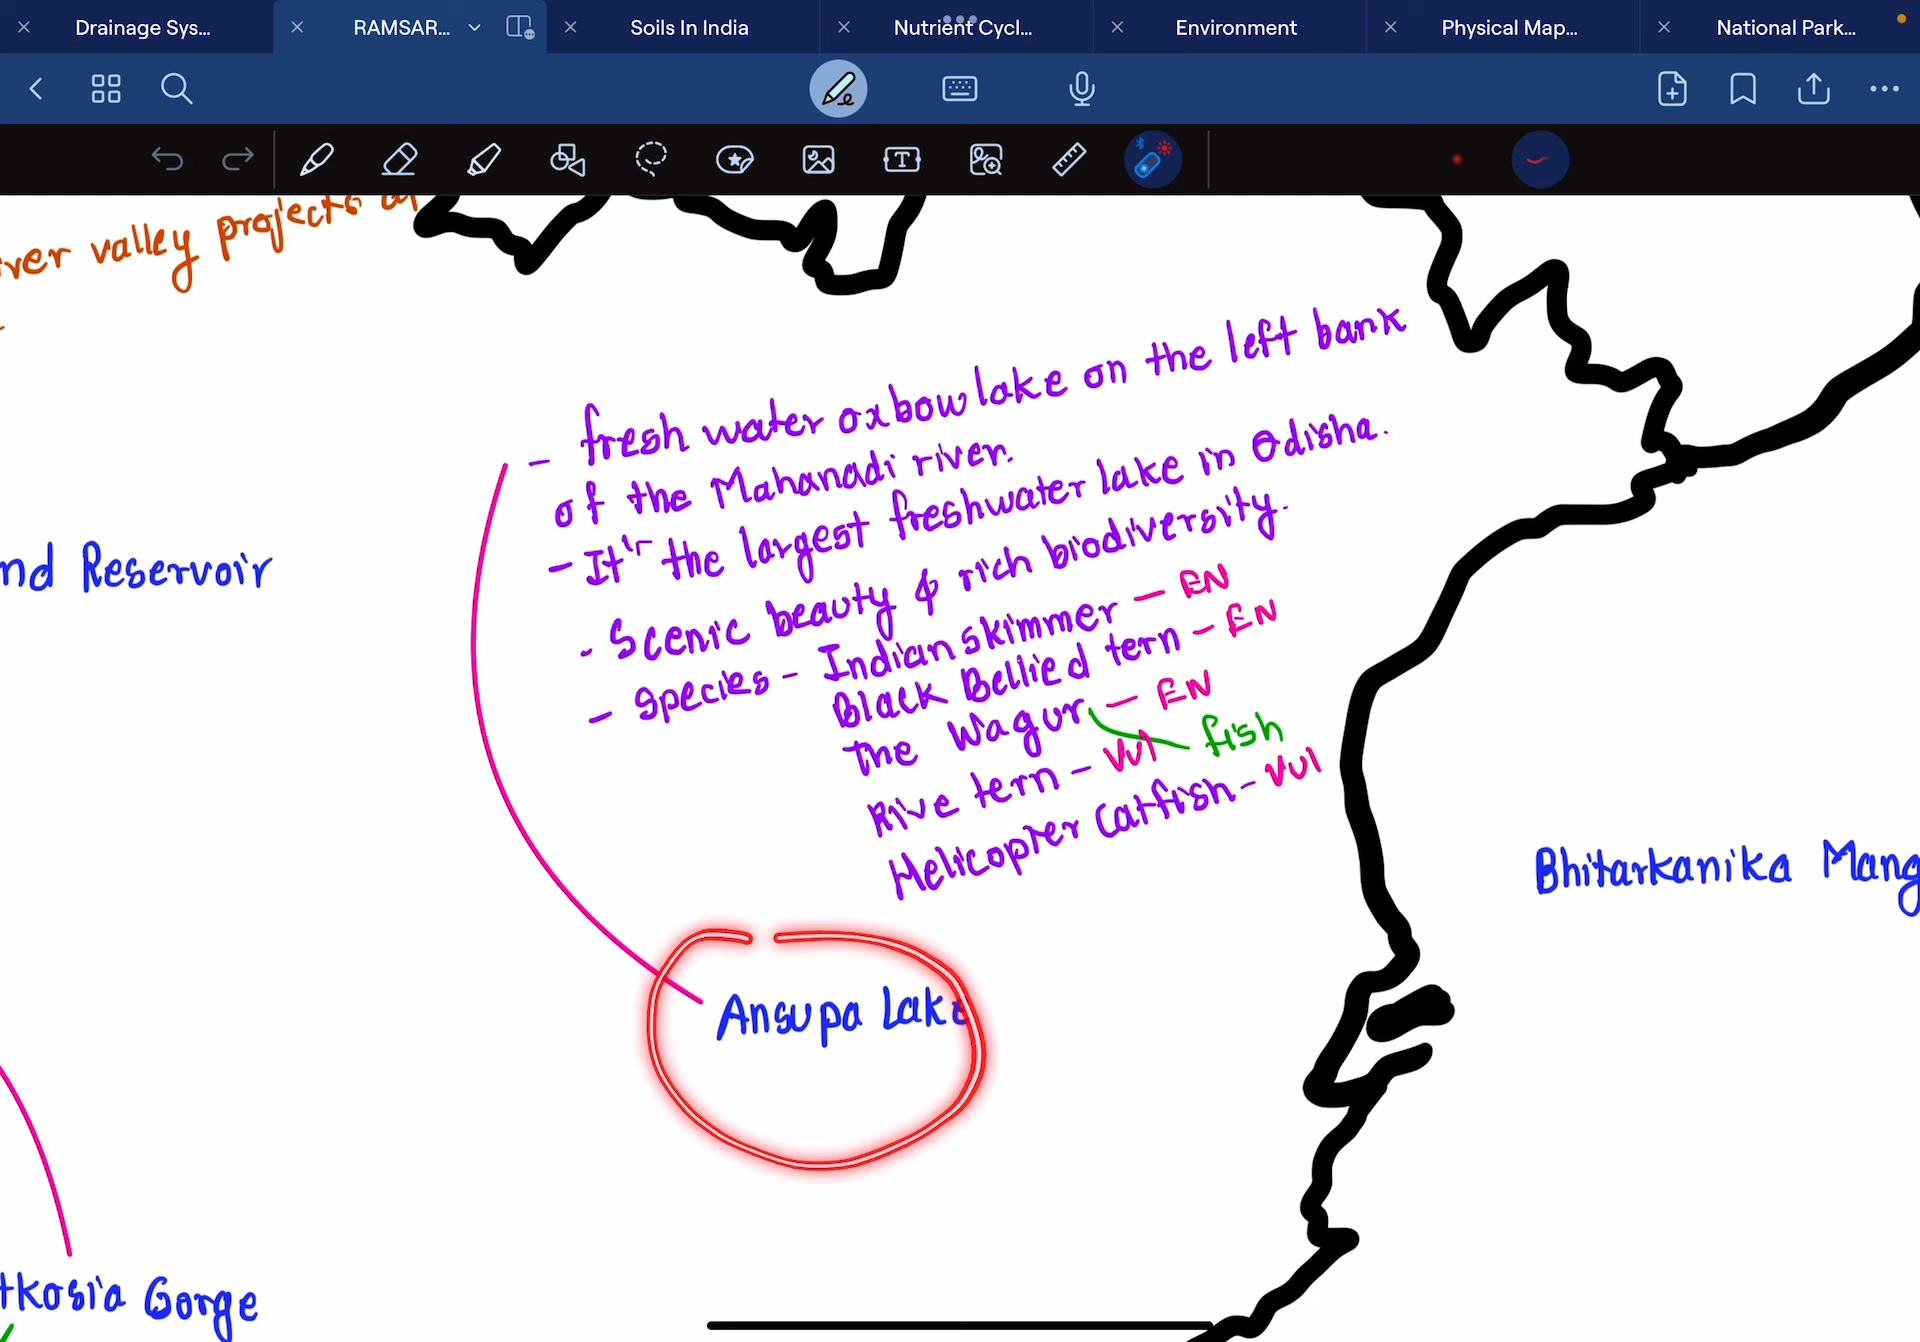 Drainage Sys...
RAMSAR...
Soils In India
Nutrient Cycl...
Environment
Physical Map...
National Park...
ver valley projects
- fresh water oxbow lake on the left bank
of the Mahanadi river.
- It's the largest freshwater lake in Odisha.
- Scenic beauty & rich biodiversity.
- Species - Indian skimmer - EN
Black Bellied tern - EN
the Wagur - EN
fish
Rive tern - Vul
Helicopter Catfish - Vul
nd Reservoir
Bhitarkanika Mang
Ansupa Lake
tkosia Gorge